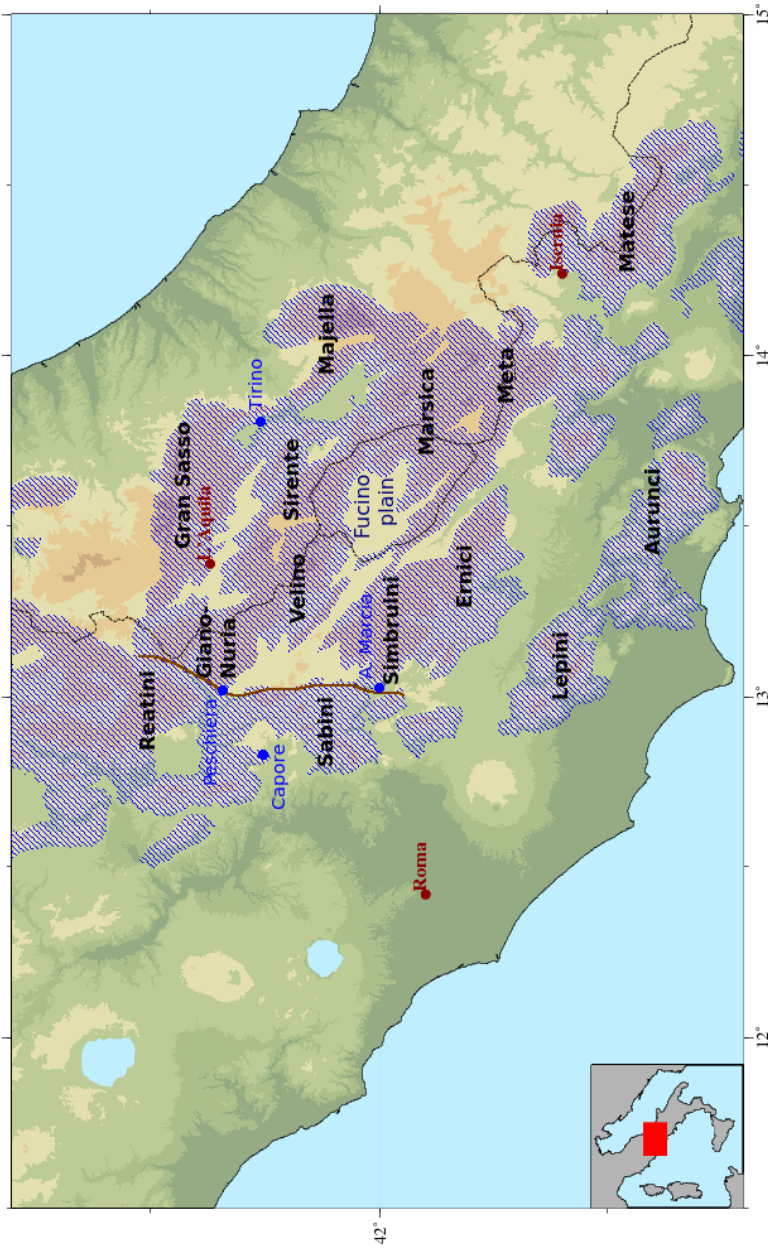 Gran Sasso
L'Aquila
Tirino
Majella
Sirente
Reatini
Giano-
Nuria
Velino
Fucino
plain
Marsica
Meta
Isernia
Matese
Peschiera
Capore
Sabini
A. Marcia
Simbruini
Ernici
Lepini
Aurunci
Roma
12˚
13˚
14˚
15˚
42˚